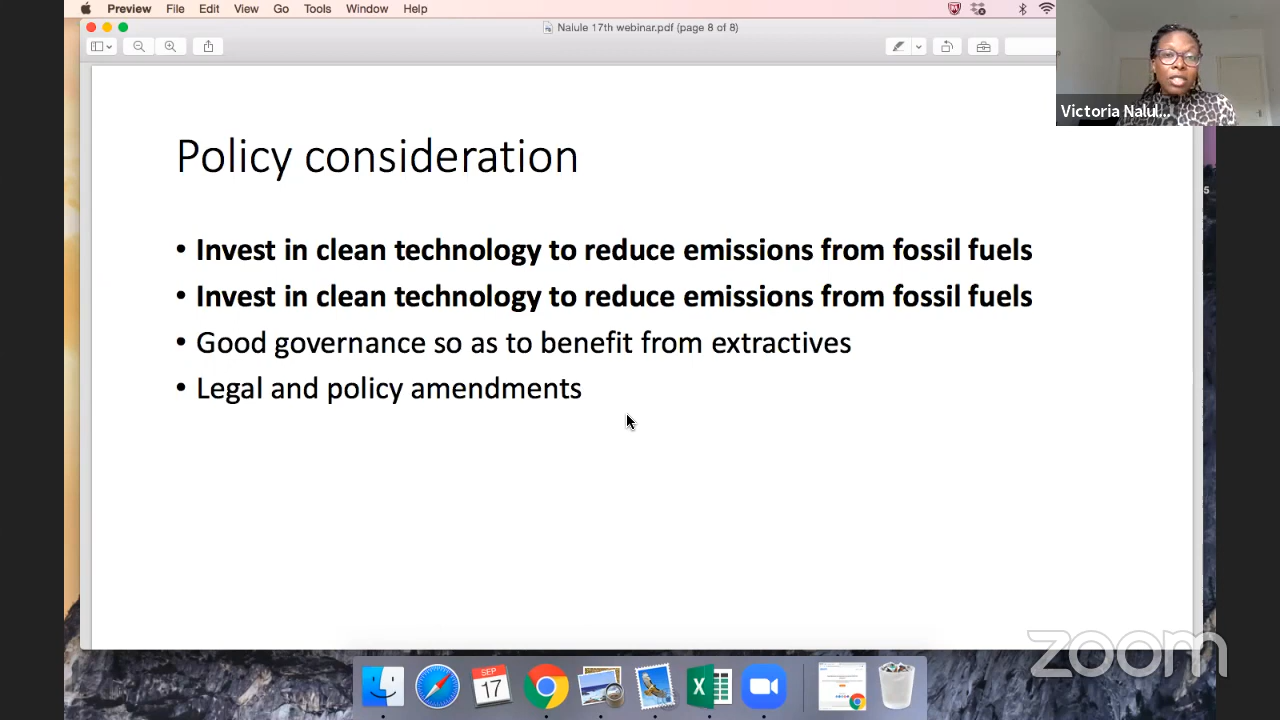 Preview File Edit View Go Tools Window Help
Nalule 17th webinar.pdf (page 8 of 8)
Victoria Nalul...
Policy consideration
5
• Invest in clean technology to reduce emissions from fossil fuels
• Invest in clean technology to reduce emissions from fossil fuels
• Good governance so as to benefit from extractives
• Legal and policy amendments
zoom
SEP
17
X